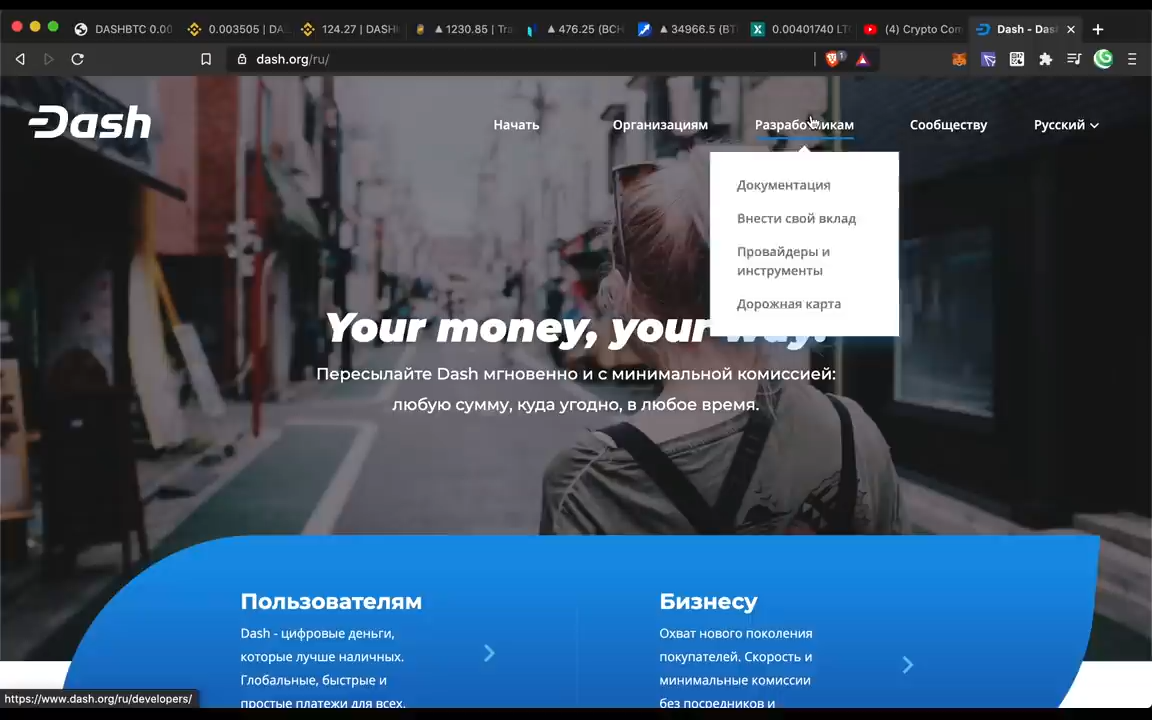 DASHBTC 0.00
0.003505 | DA
124.27 | DASH
▲ 1230.85 | Tra
▲ 476.25 (BCH
▲ 34966.5 (BT
0.00401740 LTC
(4) Crypto Com
Dash - Das
dash.org/ru/
1
Dash
Начать
Организациям
Разработчикам
Сообществу
Русский
Документация
Внести свой вклад
Провайдеры и
инструменты
Дорожная карта
Your money, your way.
Пересылайте Dash мгновенно и с минимальной комиссией:
любую сумму, куда угодно, в любое время.
Пользователям
Dash - цифровые деньги,
которые лучше наличных.
Глобальные, быстрые и
простые платежи для всех.
Бизнесу
Охват нового поколения
покупателей. Скорость и
минимальные комиссии
без посредников и
https://www.dash.org/ru/developers/